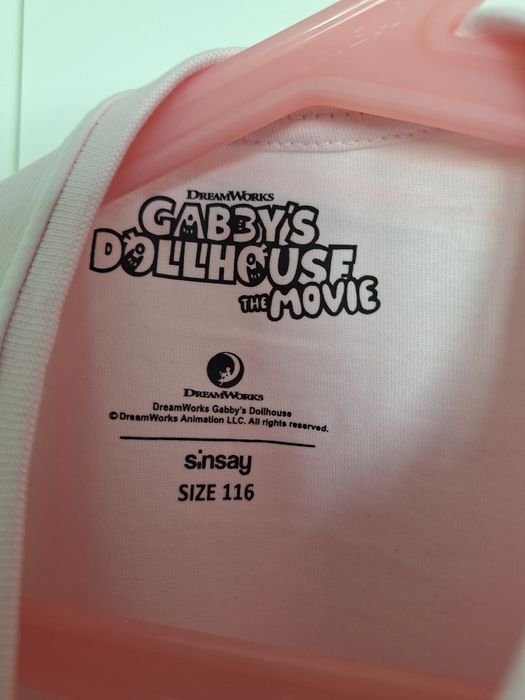 DREAMWORKS
GABBY'S
DOLLHOUSE
THE MOVIE
DREAMWORKS
DreamWorks Gabby's Dollhouse
©DreamWorks Animation LLC. All rights reserved.
sinsay
SIZE 116